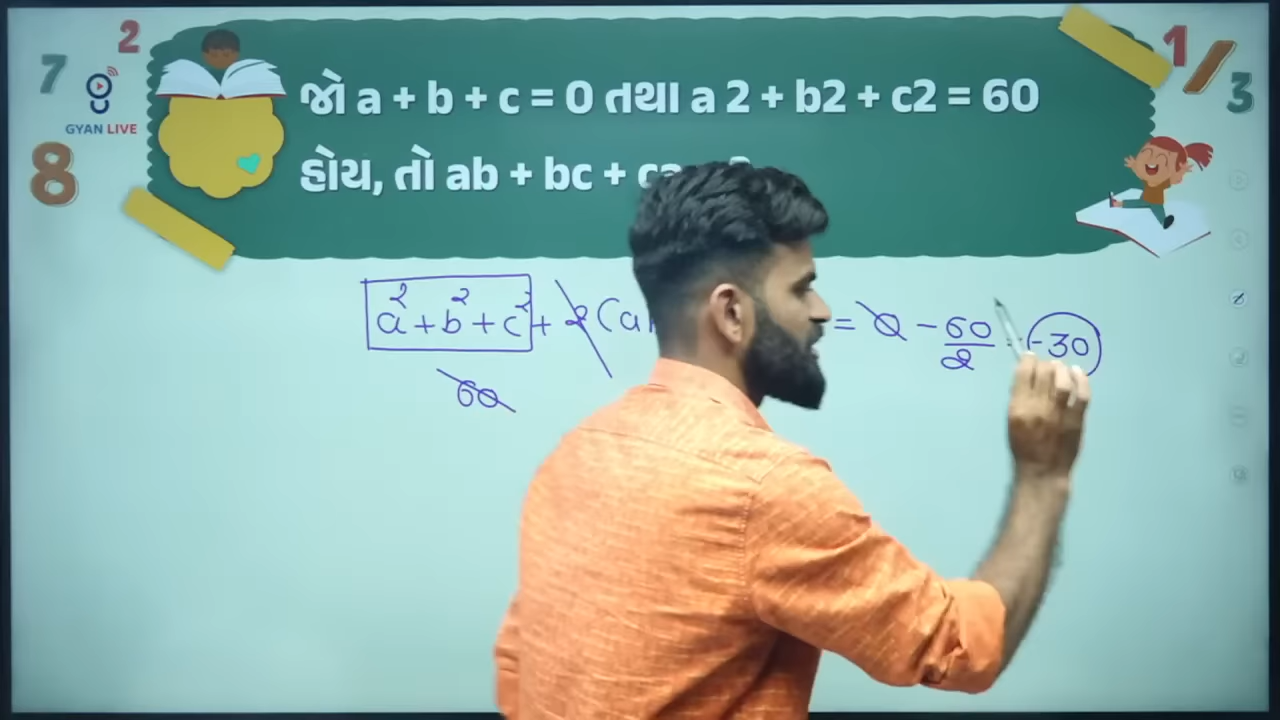 2
7
1
3
GYAN LIVE
8
જો a + b + c = 0 તથા a 2 + b2 + c2 = 60
હોય, તો ab + bc +
a² + b² + c² + 2 (a = 0 - 60/2 = -30
60